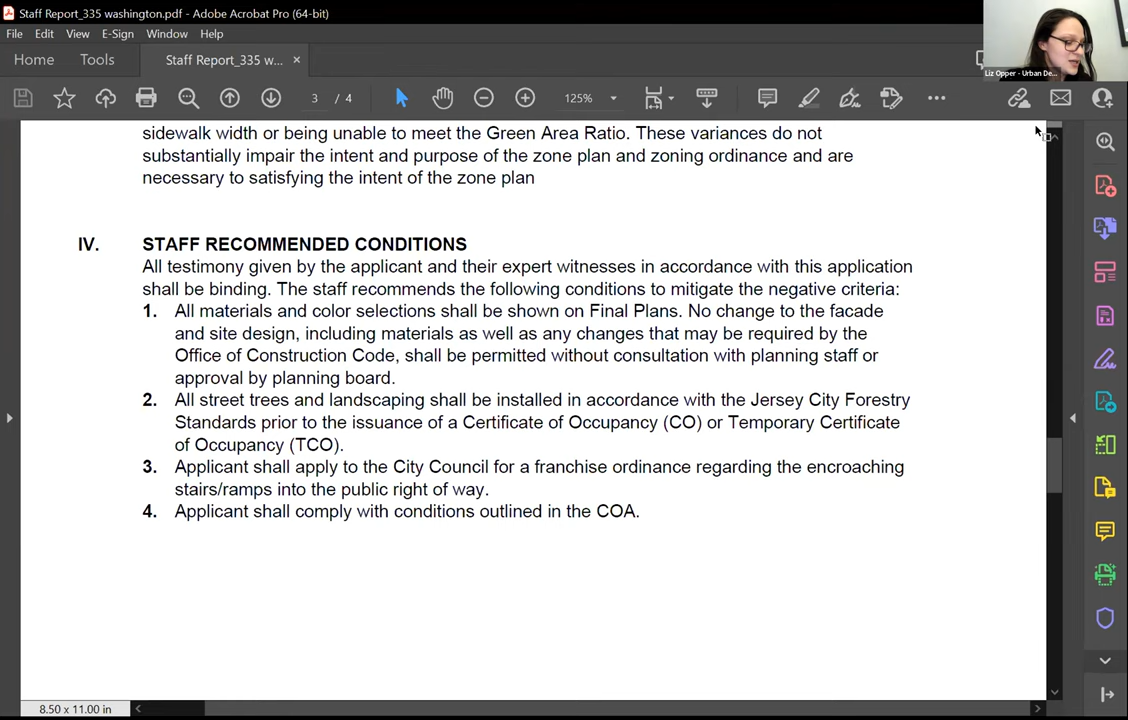 Staff Report_335 washington.pdf - Adobe Acrobat Pro (64-bit)
File Edit View E-Sign Window Help
Home Tools Staff Report_335 w... ×
Liz Opper - Urban De...
3 / 4 125%
sidewalk width or being unable to meet the Green Area Ratio. These variances do not
substantially impair the intent and purpose of the zone plan and zoning ordinance and are
necessary to satisfying the intent of the zone plan
IV. STAFF RECOMMENDED CONDITIONS
All testimony given by the applicant and their expert witnesses in accordance with this application
shall be binding. The staff recommends the following conditions to mitigate the negative criteria:
1. All materials and color selections shall be shown on Final Plans. No change to the facade
and site design, including materials as well as any changes that may be required by the
Office of Construction Code, shall be permitted without consultation with planning staff or
approval by planning board.
2. All street trees and landscaping shall be installed in accordance with the Jersey City Forestry
Standards prior to the issuance of a Certificate of Occupancy (CO) or Temporary Certificate
of Occupancy (TCO).
3. Applicant shall apply to the City Council for a franchise ordinance regarding the encroaching
stairs/ramps into the public right of way.
4. Applicant shall comply with conditions outlined in the COA.
8.50 x 11.00 in